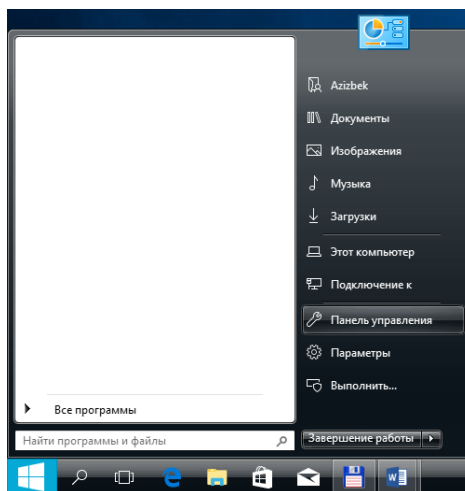 Azizbek
Документы
Изображения
Музыка
Загрузки
Этот компьютер
Подключение к
Панель управления
Параметры
Выполнить...
Все программы
Найти программы и файлы
Завершение работы